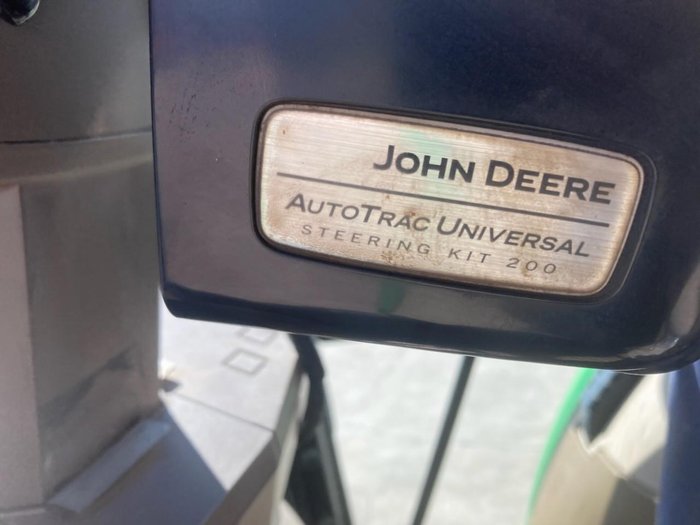 JOHN DEERE
AUTOTRAC UNIVERSAL
STEERING KIT 200